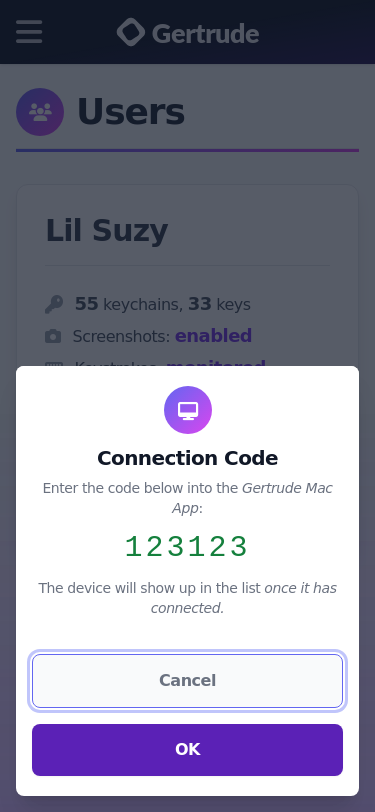 Gertrude
Users
Lil Suzy
55 keychains, 33 keys
Screenshots: enabled
Keystrokes: monitored
Connection Code
Enter the code below into the Gertrude Mac
App:
123123
The device will show up in the list once it has
connected.
Cancel
OK